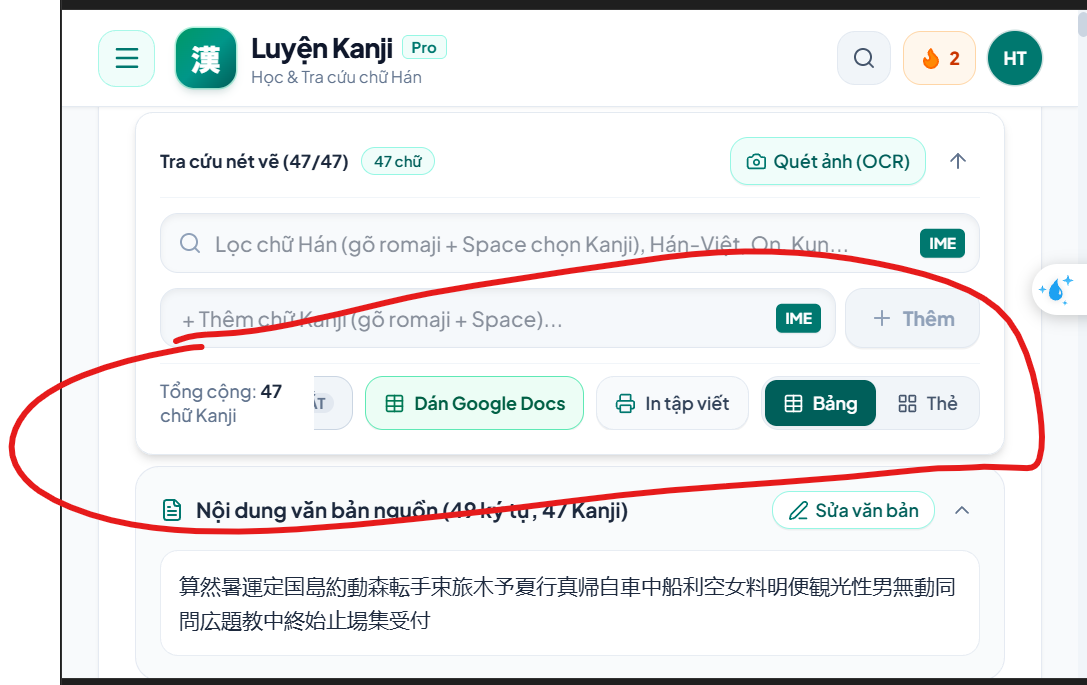 漢
Luyện Kanji Pro
Học & Tra cứu chữ Hán
2
HT
Tra cứu nét vẽ (47/47) 47 chữ
Quét ảnh (OCR)
Lọc chữ Hán (gõ romaji + Space chọn Kanji), Hán-Việt, On, Kun...
IME
+ Thêm chữ Kanji (gõ romaji + Space)...
IME
+ Thêm
Tổng cộng: 47
chữ Kanji
Dán Google Docs
In tập viết
Bảng
Thẻ
Nội dung văn bản nguồn (49 ký tự, 47 Kanji)
Sửa văn bản
算然暑運定国島約動森転手束旅木予夏行真帰自車中船利空女料明便観光性男無動同
問広題教中終始止場集受付